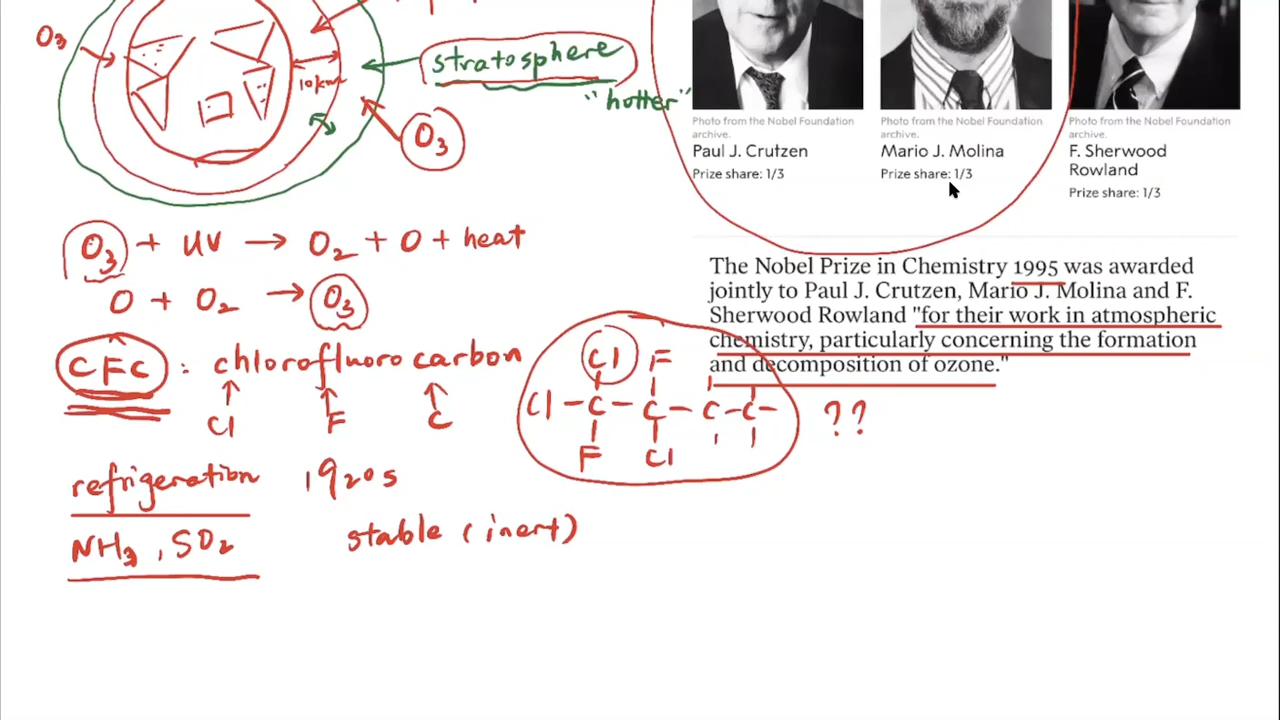 O3
10km
stratosphere
"hotter"
O3
O3 + UV → O2 + O + heat
O + O2 → O3
CFC : chlorofluorocarbon
Cl F C
Cl F
Cl - C - C - C - C -
F Cl
??
refrigeration 1920s
NH3, SO2 stable (inert)
Photo from the Nobel Foundation
archive.
Paul J. Crutzen
Prize share: 1/3
Photo from the Nobel Foundation
archive.
Mario J. Molina
Prize share: 1/3
Photo from the Nobel Foundation
archive.
F. Sherwood
Rowland
Prize share: 1/3
The Nobel Prize in Chemistry 1995 was awarded
jointly to Paul J. Crutzen, Mario J. Molina and F.
Sherwood Rowland "for their work in atmospheric
chemistry, particularly concerning the formation
and decomposition of ozone."